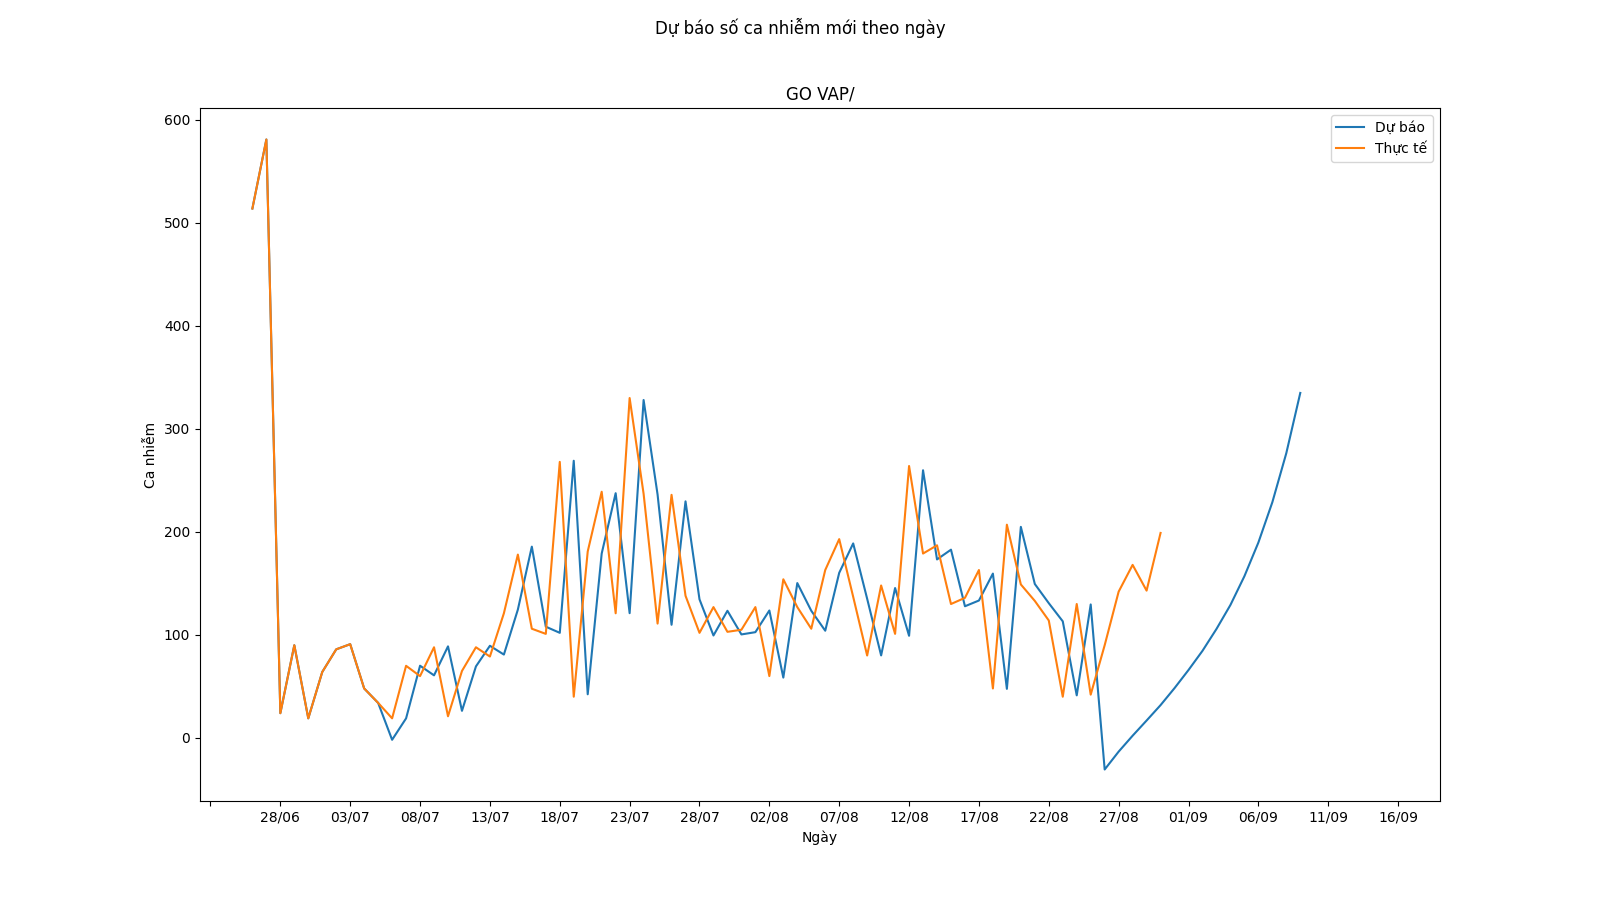 Dự báo số ca nhiễm mới theo ngày
GO VAP/
Dự báo
Thực tế
600
500
400
300
200
100
0
Ca nhiễm
28/06 03/07 08/07 13/07 18/07 23/07 28/07 02/08 07/08 12/08 17/08 22/08 27/08 01/09 06/09 11/09 16/09
Ngày